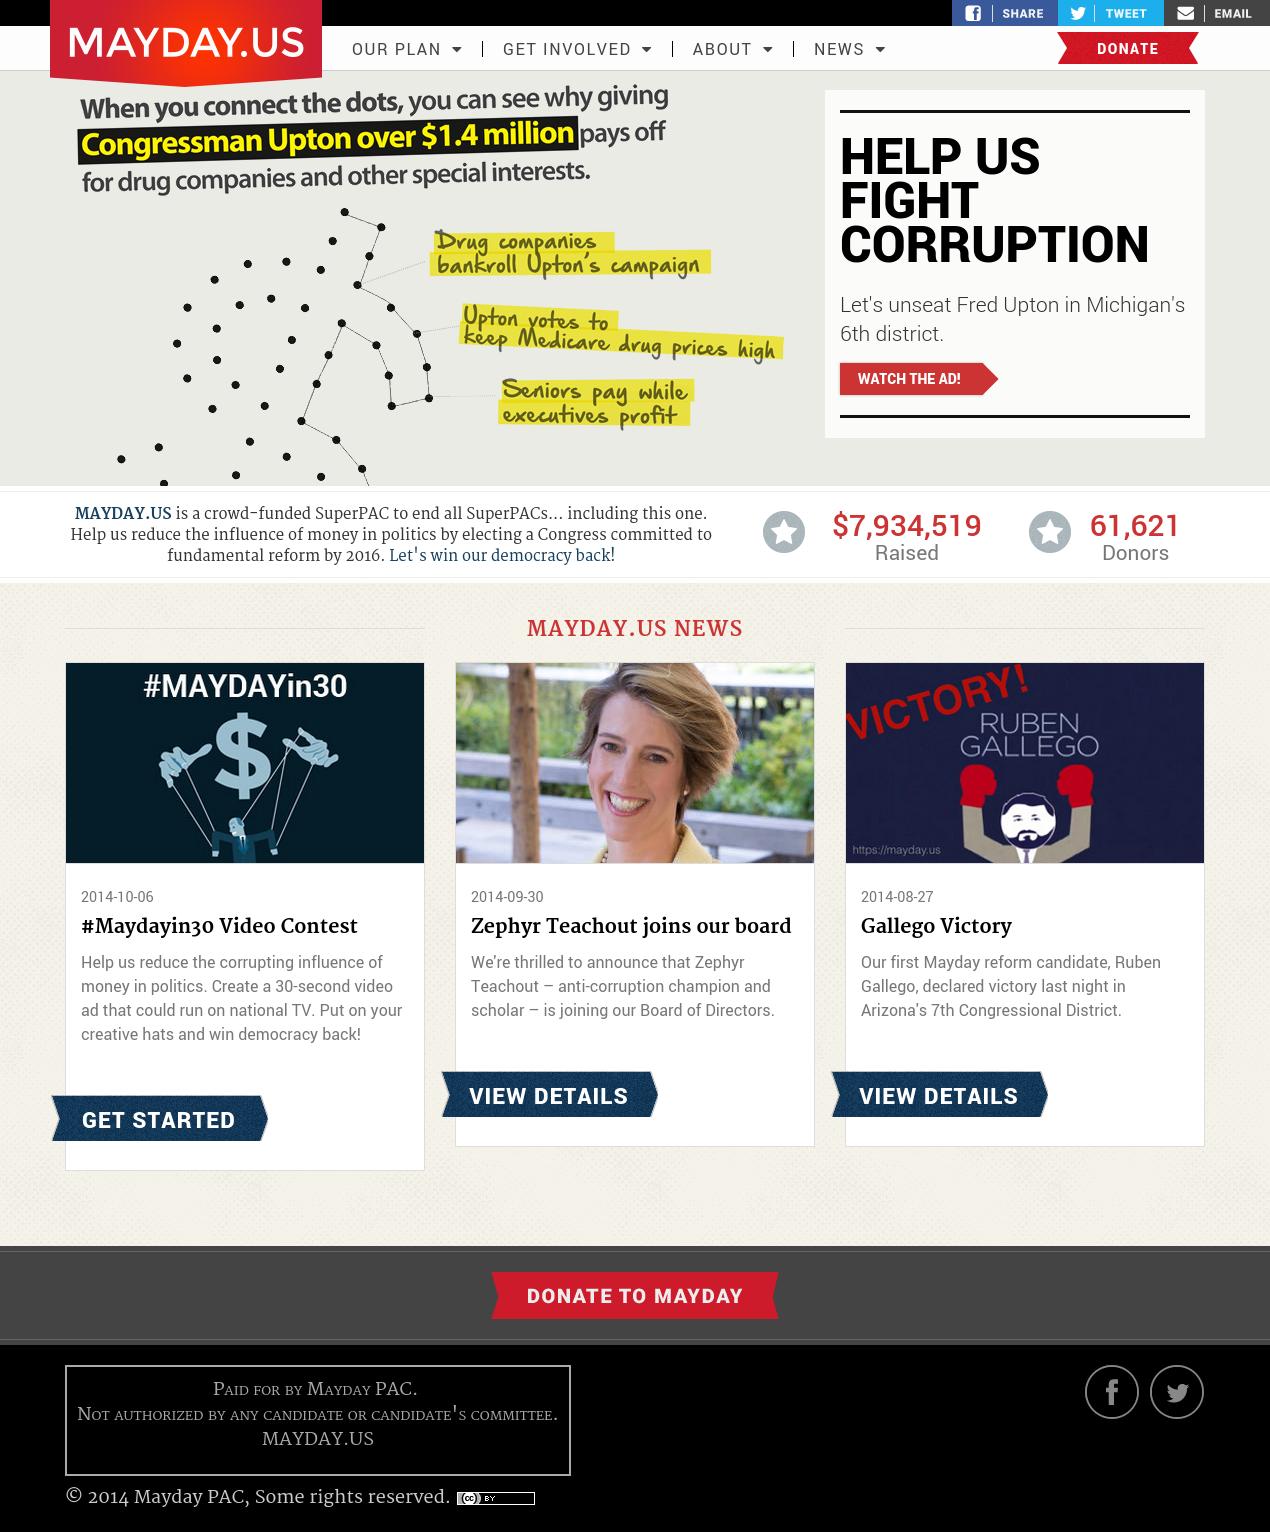 SHARE
TWEET
EMAIL
MAYDAY.US
OUR PLAN
GET INVOLVED
ABOUT
NEWS
DONATE
When you connect the dots, you can see why giving
Congressman Upton over $1.4 million pays off
for drug companies and other special interests.
Drug companies
bankroll Upton's campaign
Upton votes to
keep Medicare drug prices high
Seniors pay while
executives profit
HELP US
FIGHT
CORRUPTION
Let's unseat Fred Upton in Michigan's
6th district.
WATCH THE AD!
MAYDAY.US is a crowd-funded SuperPAC to end all SuperPACs... including this one.
Help us reduce the influence of money in politics by electing a Congress committed to
fundamental reform by 2016. Let's win our democracy back!
$7,934,519
Raised
61,621
Donors
MAYDAY.US NEWS
#MAYDAYin30
$
2014-10-06
#Maydayin30 Video Contest
Help us reduce the corrupting influence of
money in politics. Create a 30-second video
ad that could run on national TV. Put on your
creative hats and win democracy back!
GET STARTED
2014-09-30
Zephyr Teachout joins our board
We're thrilled to announce that Zephyr
Teachout – anti-corruption champion and
scholar – is joining our Board of Directors.
VIEW DETAILS
VICTORY!
RUBEN
GALLEGO
https://mayday.us
2014-08-27
Gallego Victory
Our first Mayday reform candidate, Ruben
Gallego, declared victory last night in
Arizona's 7th Congressional District.
VIEW DETAILS
DONATE TO MAYDAY
Paid for by Mayday PAC.
Not authorized by any candidate or candidate's committee.
MAYDAY.US
© 2014 Mayday PAC, Some rights reserved.
cc BY